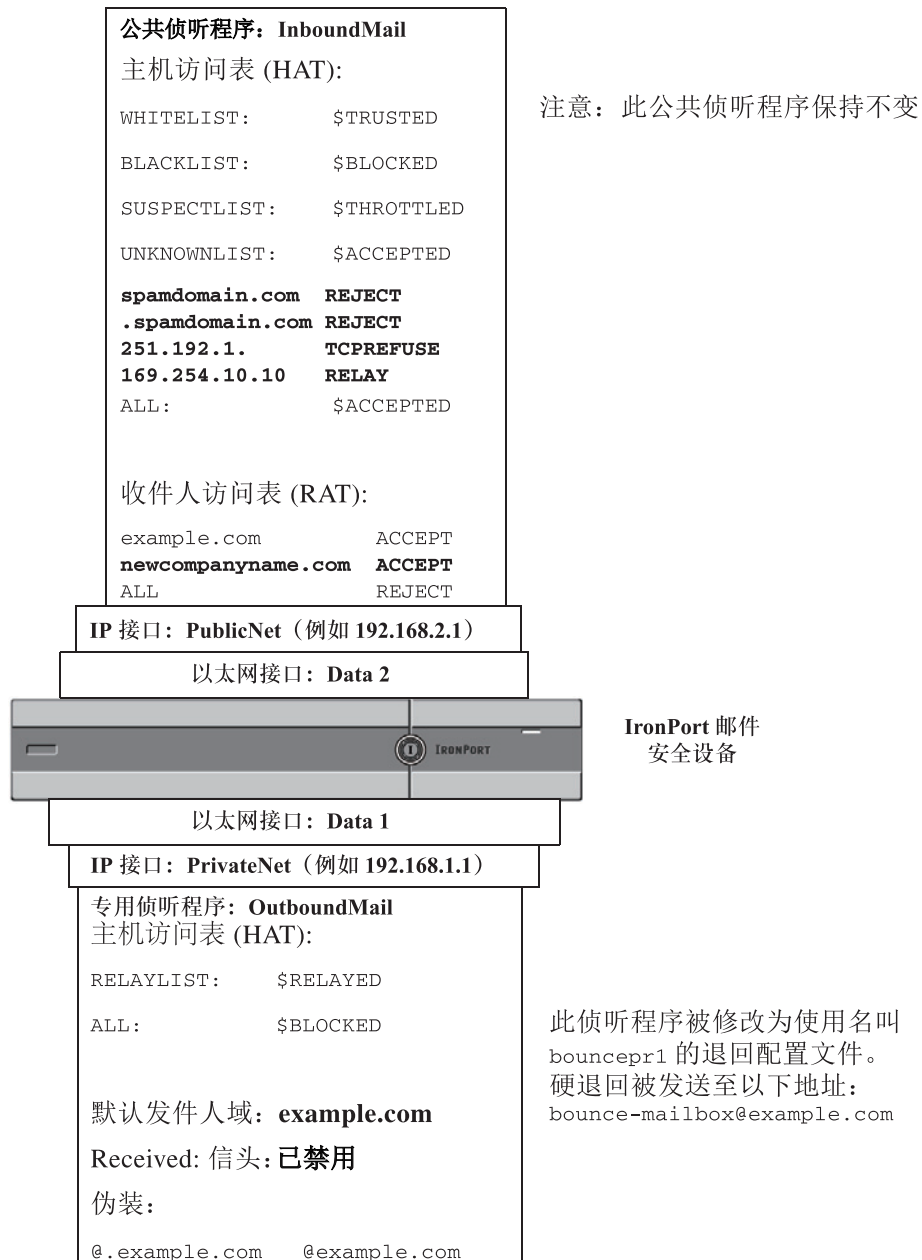 公共侦听程序：InboundMail
主机访问表 (HAT):
注意：此公共侦听程序保持不变
WHITELIST: $TRUSTED
BLACKLIST: $BLOCKED
SUSPECTLIST: $THROTTLED
UNKNOWNLIST: $ACCEPTED
spamdomain.com REJECT
.spamdomain.com REJECT
251.192.1. TCPREFUSE
169.254.10.10 RELAY
ALL: $ACCEPTED
收件人访问表 (RAT):
example.com ACCEPT
newcompanyname.com ACCEPT
ALL REJECT
IP 接口：PublicNet（例如 192.168.2.1）
以太网接口：Data 2
IRONPORT
IronPort 邮件
安全设备
以太网接口：Data 1
IP 接口：PrivateNet（例如 192.168.1.1）
专用侦听程序：OutboundMail
主机访问表 (HAT):
RELAYLIST: $RELAYED
ALL: $BLOCKED
此侦听程序被修改为使用名叫
bouncepr1 的退回配置文件。
硬退回被发送至以下地址：
bounce-mailbox@example.com
默认发件人域：example.com
Received: 信头：已禁用
伪装：
@.example.com @example.com